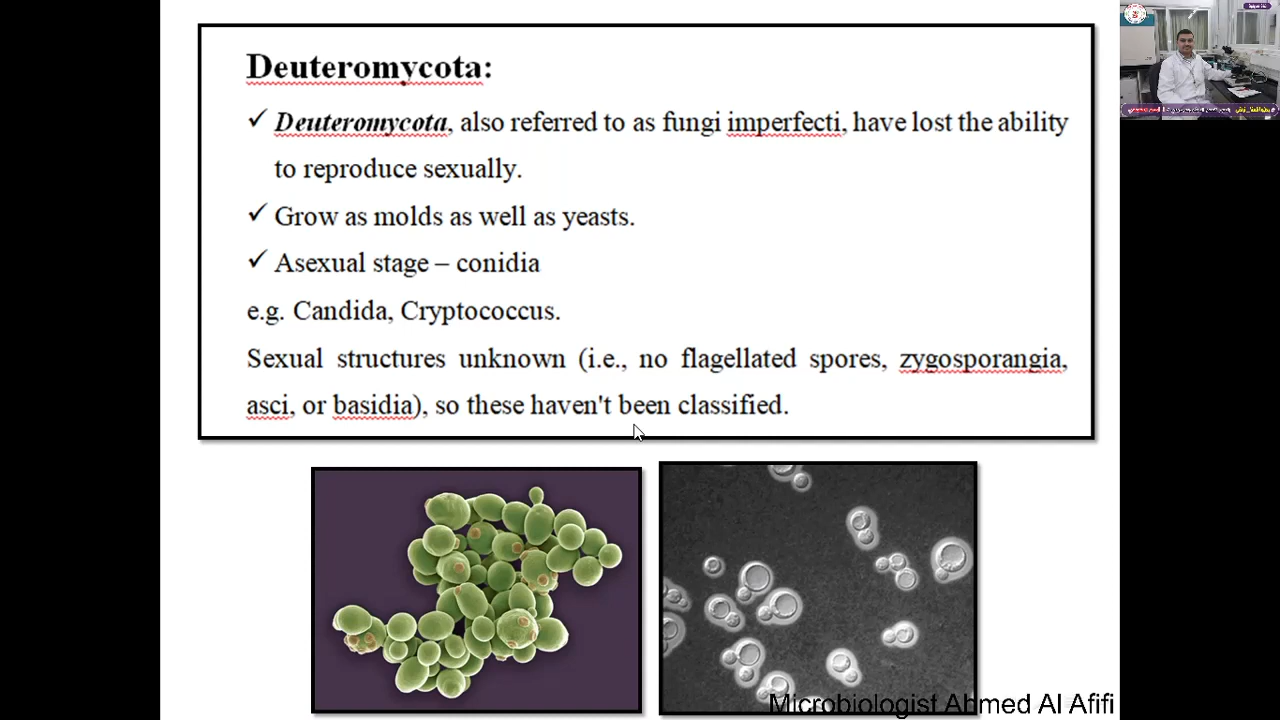 Deuteromycota:
✓ Deuteromycota, also referred to as fungi imperfecti, have lost the ability
to reproduce sexually.
✓ Grow as molds as well as yeasts.
✓ Asexual stage – conidia
e.g. Candida, Cryptococcus.
Sexual structures unknown (i.e., no flagellated spores, zygosporangia,
asci, or basidia), so these haven't been classified.
Microbiologist Ahmed Al Afifi